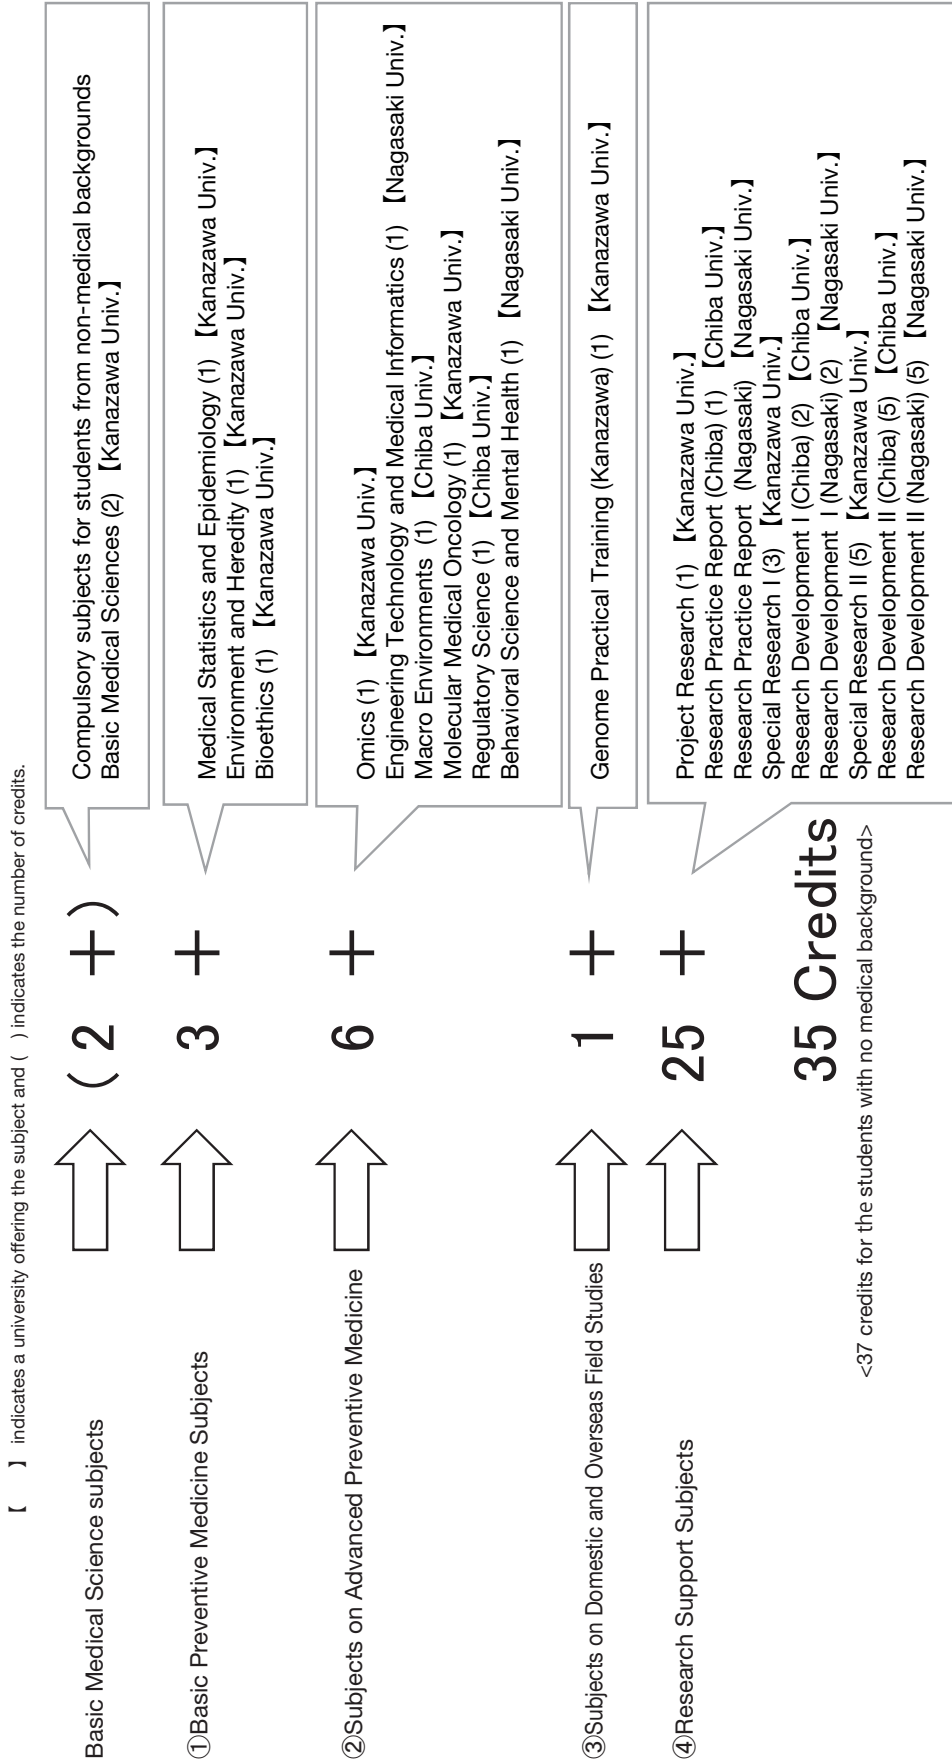 【　】 indicates a university offering the subject and (　) indicates the number of credits.
Basic Medical Science subjects
( 2 +)
Compulsory subjects for students from non-medical backgrounds
Basic Medical Sciences (2) 【Kanazawa Univ.】
①Basic Preventive Medicine Subjects
3 +
Medical Statistics and Epidemiology (1) 【Kanazawa Univ.】
Environment and Heredity (1) 【Kanazawa Univ.】
Bioethics (1) 【Kanazawa Univ.】
②Subjects on Advanced Preventive Medicine
6 +
Omics (1) 【Kanazawa Univ.】
Engineering Technology and Medical Informatics (1) 【Nagasaki Univ.】
Macro Environments (1) 【Chiba Univ.】
Molecular Medical Oncology (1) 【Kanazawa Univ.】
Regulatory Science (1) 【Chiba Univ.】
Behavioral Science and Mental Health (1) 【Nagasaki Univ.】
③Subjects on Domestic and Overseas Field Studies
1 +
Genome Practical Training (Kanazawa) (1) 【Kanazawa Univ.】
④Research Support Subjects
25 +
Project Research (1) 【Kanazawa Univ.】
Research Practice Report (Chiba) (1) 【Chiba Univ.】
Research Practice Report (Nagasaki) 【Nagasaki Univ.】
Special Research I (3) 【Kanazawa Univ.】
Research Development I (Chiba) (2) 【Chiba Univ.】
Research Development I (Nagasaki) (2) 【Nagasaki Univ.】
Special Research II (5) 【Kanazawa Univ.】
Research Development II (Chiba) (5) 【Chiba Univ.】
Research Development II (Nagasaki) (5) 【Nagasaki Univ.】
35 Credits
<37 credits for the students with no medical background>